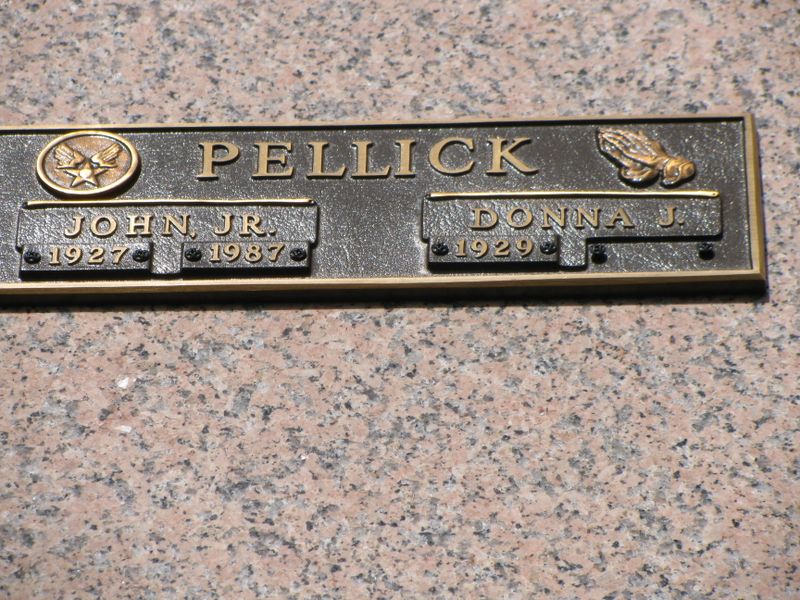 PELLICK
JOHN, JR.
1927 1987
DONNA J.
1929